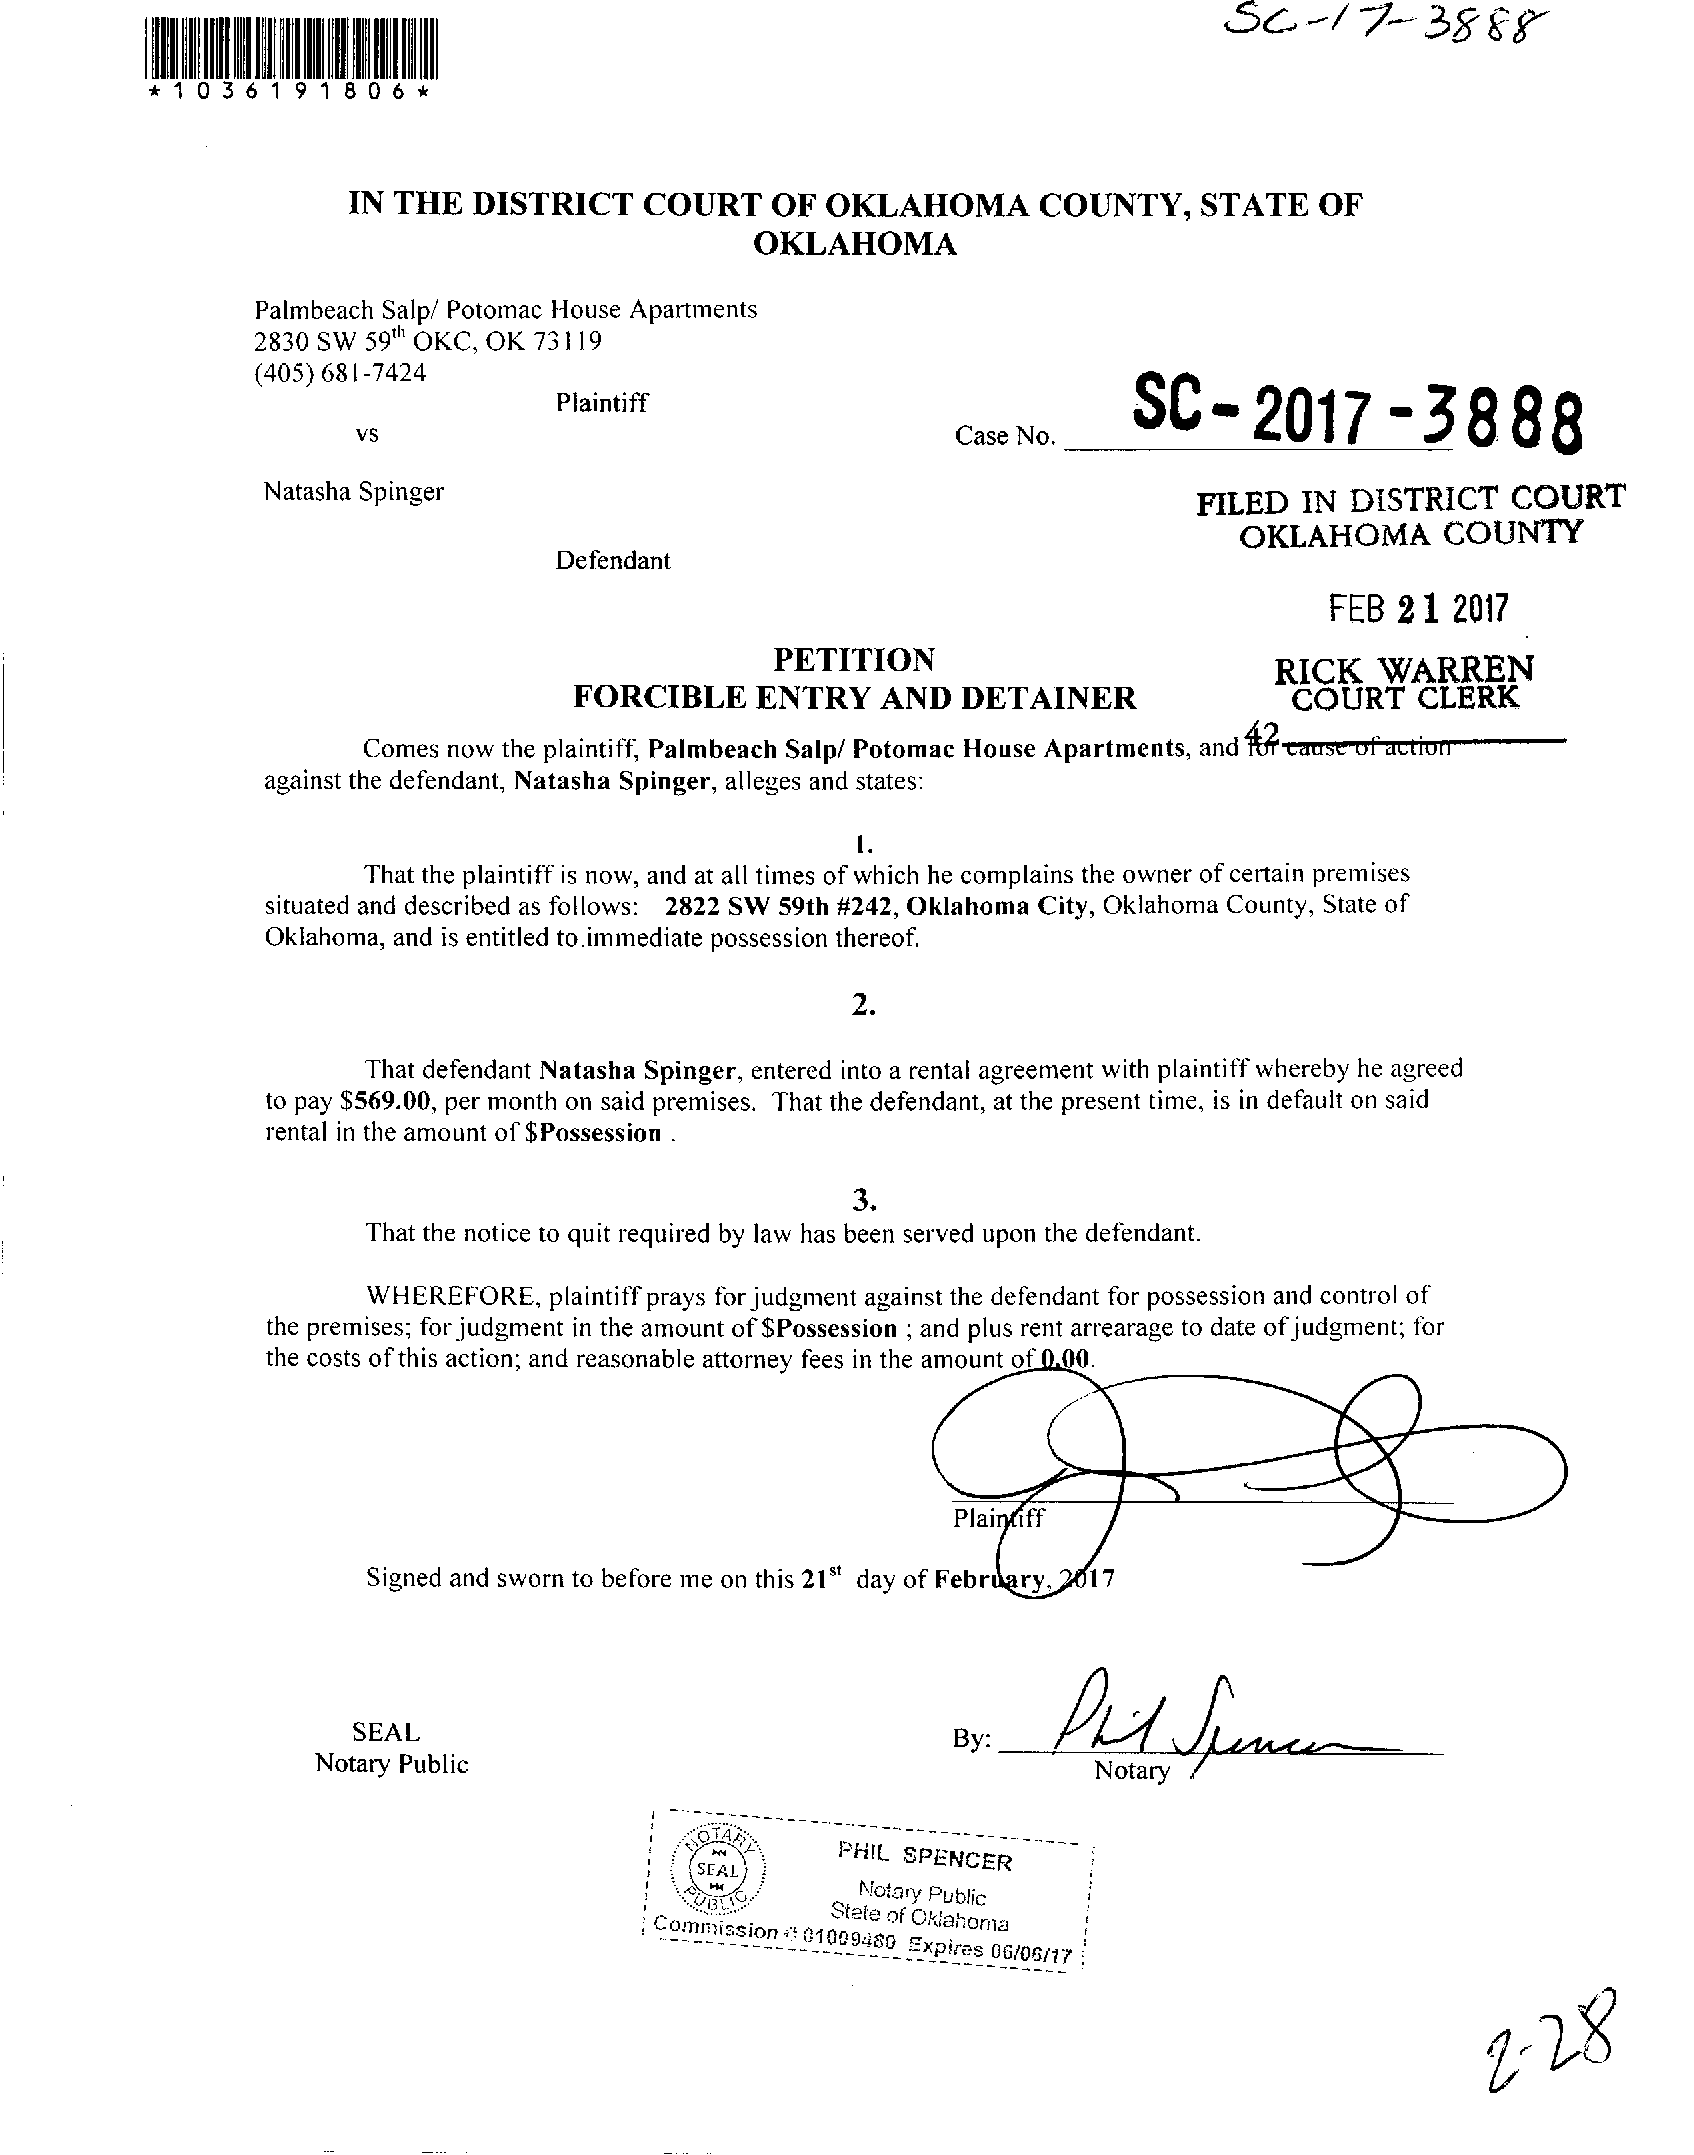 SC-17-3888
*1036191806*
IN THE DISTRICT COURT OF OKLAHOMA COUNTY, STATE OF
OKLAHOMA
Palmbeach Salp/ Potomac House Apartments
2830 SW 59th OKC, OK 73119
(405) 681-7424
Plaintiff
vs
Case No. SC-2017-3888
Natasha Spinger
FILED IN DISTRICT COURT
OKLAHOMA COUNTY
Defendant
FEB 21 2017
PETITION
RICK WARREN
FORCIBLE ENTRY AND DETAINER
COURT CLERK
42
Comes now the plaintiff, Palmbeach Salp/ Potomac House Apartments, and for cause of action
against the defendant, Natasha Spinger, alleges and states:
1.
That the plaintiff is now, and at all times of which he complains the owner of certain premises
situated and described as follows: 2822 SW 59th #242, Oklahoma City, Oklahoma County, State of
Oklahoma, and is entitled to immediate possession thereof.
2.
That defendant Natasha Spinger, entered into a rental agreement with plaintiff whereby he agreed
to pay $569.00, per month on said premises. That the defendant, at the present time, is in default on said
rental in the amount of $Possession .
3.
That the notice to quit required by law has been served upon the defendant.
WHEREFORE, plaintiff prays for judgment against the defendant for possession and control of
the premises; for judgment in the amount of $Possession ; and plus rent arrearage to date of judgment; for
the costs of this action; and reasonable attorney fees in the amount of 0.00.
Plaintiff
Signed and sworn to before me on this 21st day of February, 2017
SEAL
Notary Public
By: Phil Spencer
Notary
NOTARY
SEAL
PUBLIC
PHIL SPENCER
Notary Public
State of Oklahoma
Commission # 01009480 Expires 06/06/17
2-28